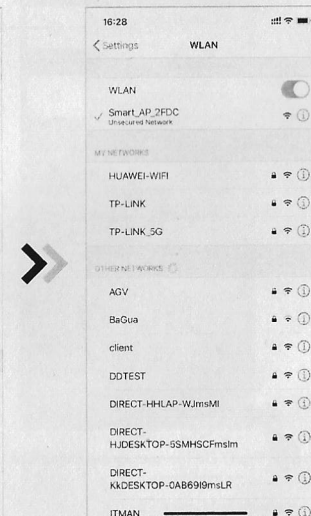 16:28
Settings
WLAN
WLAN
Smart_AP_2FDC
Unsecured Network
MY NETWORKS
HUAWEI-WIFI
TP-LINK
TP-LINK_5G
OTHER NETWORKS
AGV
BaGua
client
DDTEST
DIRECT-HHLAP-WJmsMI
DIRECT-
HJDESKTOP-5SMHSCFmsIm
DIRECT-
KkDESKTOP-0AB69I9msLR
ITMAN